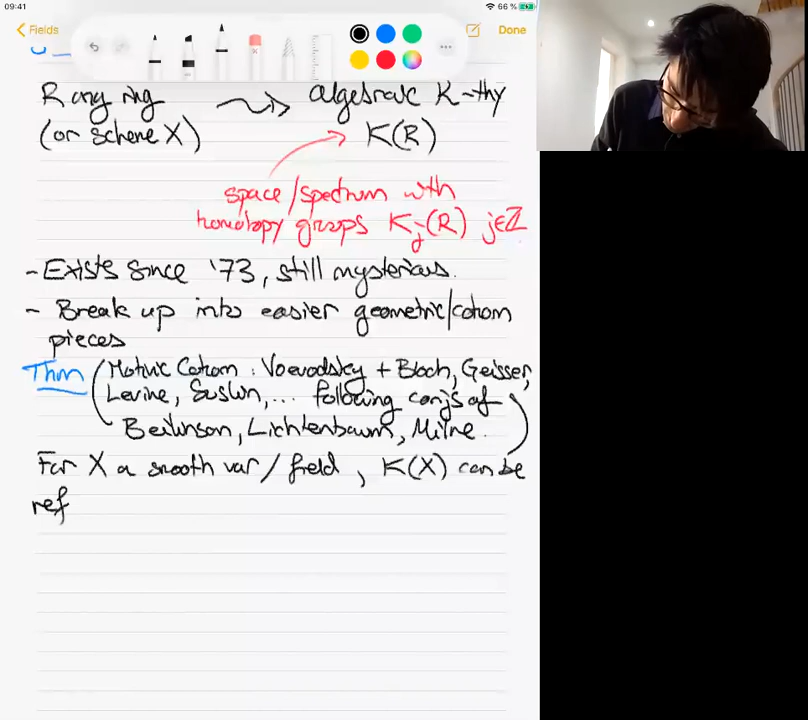 09:41
66 %
Fields
Done
R any ring
(or scheme X)
algebraic K-thy
K(R)
space/spectrum with
homotopy groups Kj(R) j∈ℤ
- Exists since '73, still mysterious.
- Break up into easier geometric/cohom
pieces
Thm (Motivic Cohom : Voevodsky + Bloch, Geisser,
Levine, Suslin, ... following conjs of
Beilinson, Lichtenbaum, Milne. )
For X a smooth var/field, K(X) can be
ref